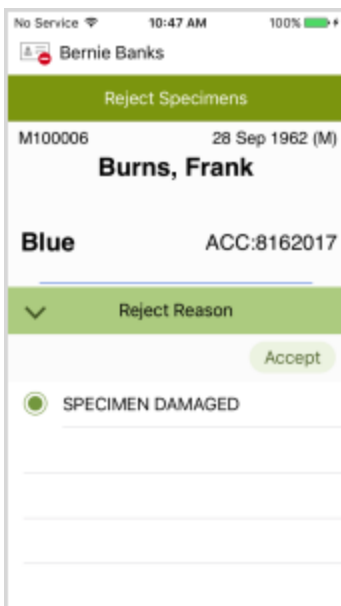 No Service 10:47 AM 100%
Bernie Banks
Reject Specimens
M100006 28 Sep 1962 (M)
Burns, Frank
Blue ACC:8162017
Reject Reason
Accept
SPECIMEN DAMAGED